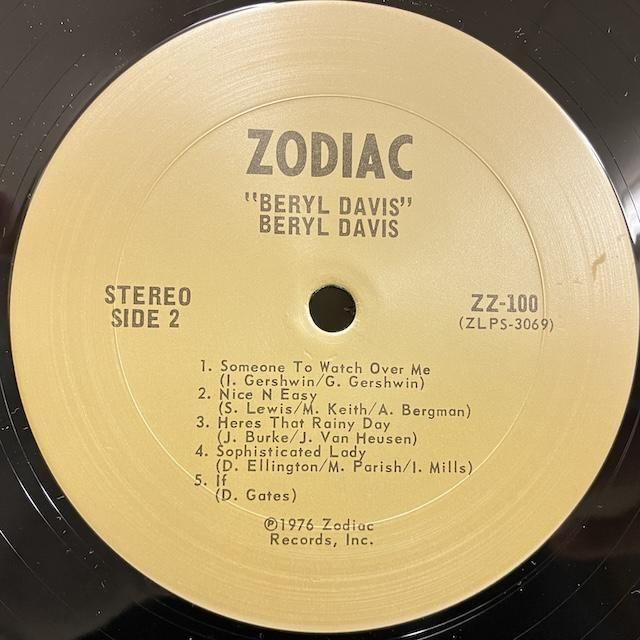 ZODIAC
"BERYL DAVIS"
BERYL DAVIS
STEREO
SIDE 2
ZZ-100
(ZLPS-3069)
1. Someone To Watch Over Me
(I. Gershwin/G. Gershwin)
2. Nice N Easy
(S. Lewis/M. Keith/A. Bergman)
3. Heres That Rainy Day
(J. Burke/J. Van Heusen)
4. Sophisticated Lady
(D. Ellington/M. Parish/I. Mills)
5. If
(D. Gates)
℗1976 Zodiac
Records, Inc.